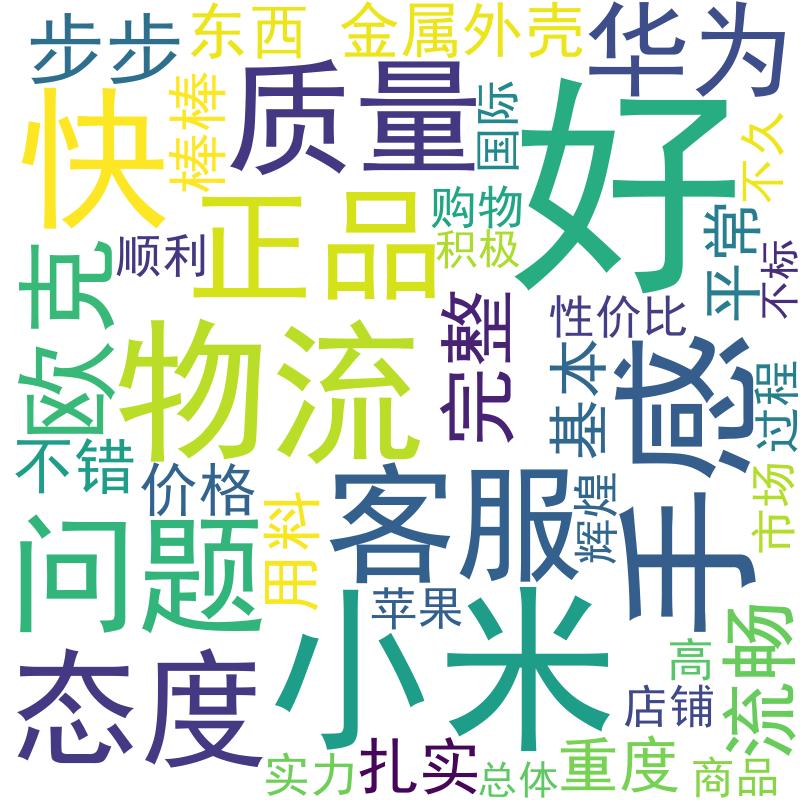 步步
东西
金属外壳
华为
快
棒棒
质量
国际
好
不久
正品
购物
积极
平常
不标
欧克
顺利
物流
完整
性价比
基本
手感
过程
不错
价格
用料
客服
辉煌
市场
问题
苹果
小米
流畅
高
态度
店铺
实力
扎实
总体
重度
商品